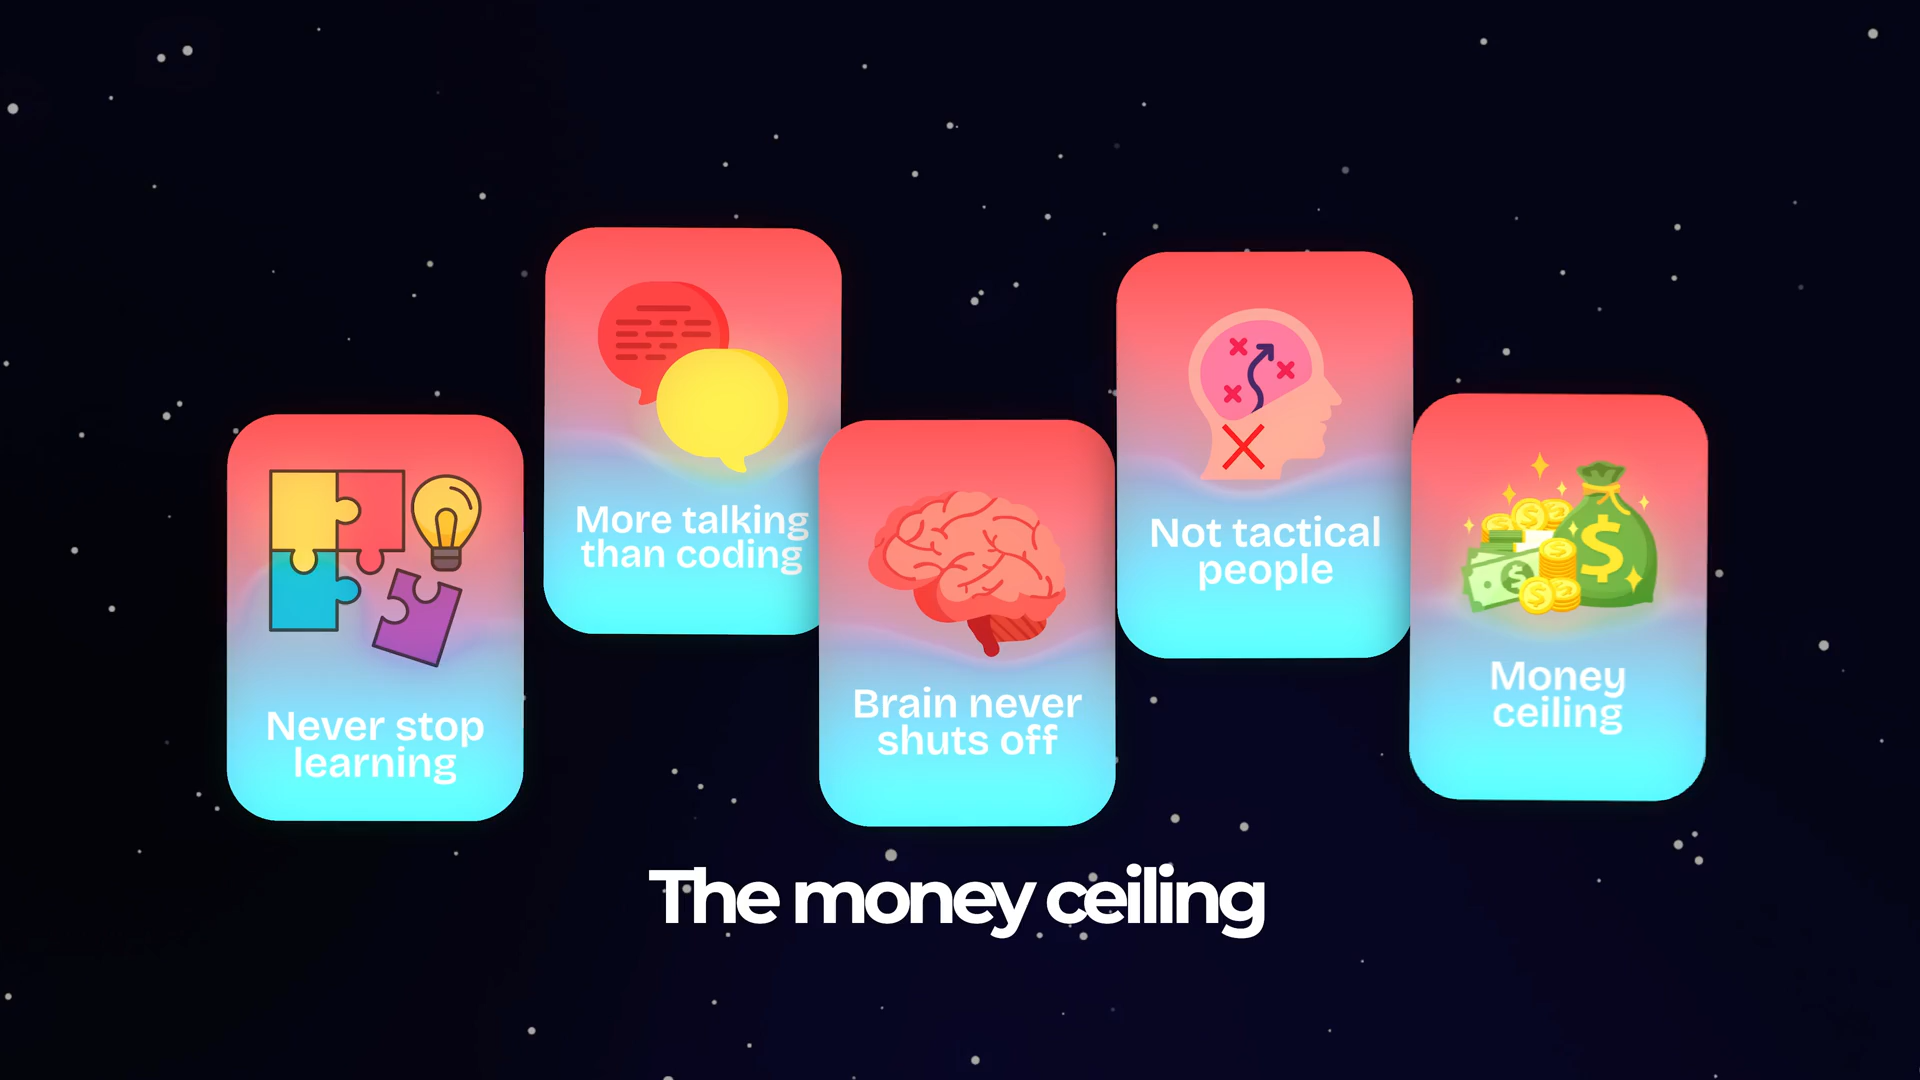 Never stop
learning
More talking
than coding
Brain never
shuts off
Not tactical
people
Money
ceiling
The money ceiling